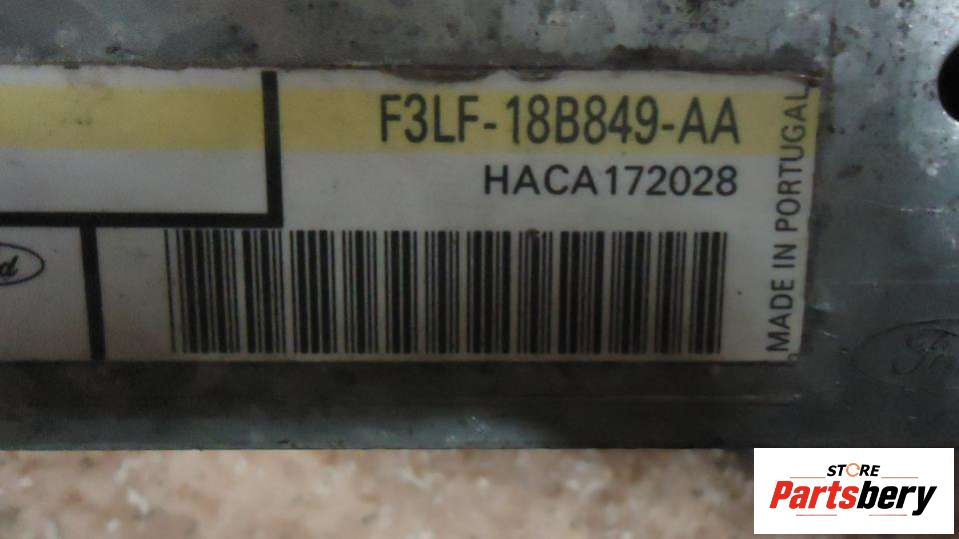 F3LF-18B849-AA
HACA172028
MADE IN PORTUGAL
STORE
Partsbery